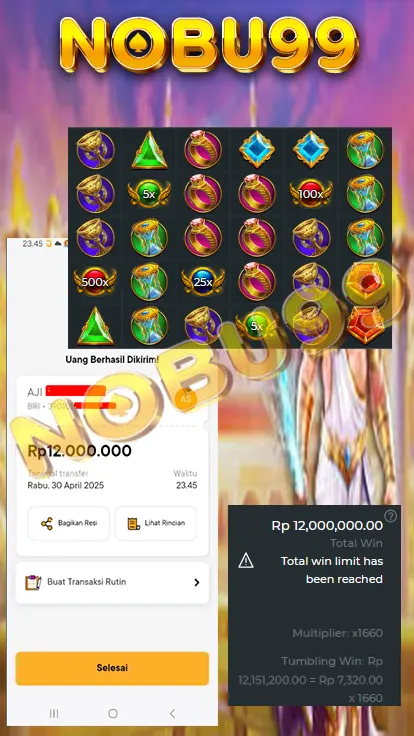 NOBU99
5x
100x
500x
25x
5x
23.45
Uang Berhasil Dikirim!
AJI
AS
BRI •
NOBU99
Rp12.000.000
Tanggal transfer
Waktu
Rabu, 30 April 2025
23.45
Bagikan Resi
Lihat Rincian
Buat Transaksi Rutin
Selesai
Rp 12,000,000.00
Total Win
Total win limit has
been reached
Multiplier: x1660
Tumbling Win: Rp
12,151,200.00 = Rp 7,320.00
x 1660